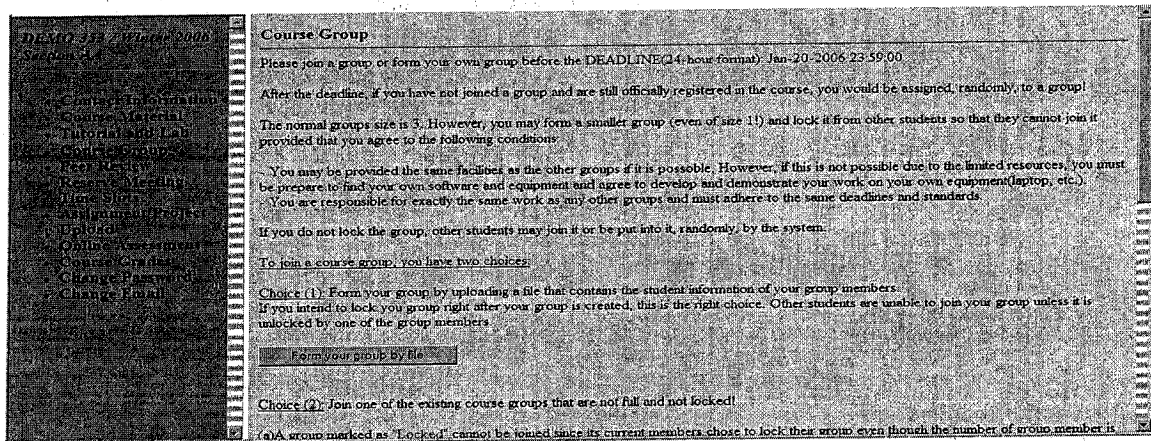 DEMO 353 / Winter 2006
Section
Contact Information
Course Material
Tutorial and Lab
Course Group
Peer Review
Reserve Meeting
Time Slots
Assignment/Project
Upload
Online Assessment
Course Grades
Change Password
Change Email
Course Group
Please join a group or form your own group before the DEADLINE(24-hour format): Jan-20-2006 23:59:00
After the deadline, if you have not joined a group and are still officially registered in the course, you would be assigned, randomly, to a group!
The normal groups size is 3. However, you may form a smaller group (even of size 1!) and lock it from other students so that they cannot join it
provided that you agree to the following conditions:
You may be provided the same facilities as the other groups if it is possoble, However, if this is not possible due to the limited resources, you must
be prepare to find your own software and equipment and agree to develop and demonstrate your work on your own equipment(laptop, etc.).
You are responsible for exactly the same work as any other groups and must adhere to the same deadlines and standards.
If you do not lock the group, other students may join it or be put into it, randomly, by the system.
To join a course group, you have two choices:
Choice (1): Form your group by uploading a file that contains the student information of your group members.
If you intend to lock you group right after your group is created, this is the right choice. Other students are unable to join your group unless it is
unlocked by one of the group members.
Form your group by file
Choice (2): Join one of the existing course groups that are not full and not locked!
(a)A group marked as "Locked" cannot be joined since its current members chose to lock their group even though the number of group member is